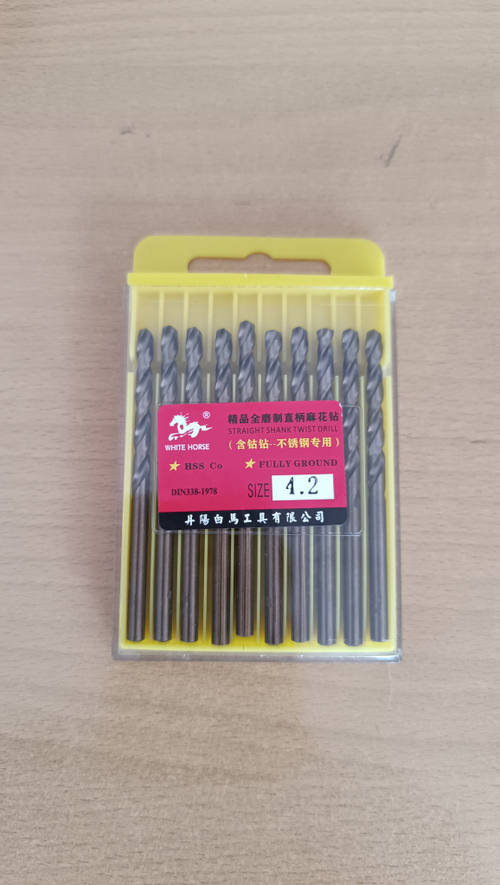 ®
WHITE HORSE
精品全磨制直柄麻花钻
STRAIGHT SHANK TWIST DRILL
（含钴钻--不锈钢专用）
HSS Co
FULLY GROUND
DIN338-1978
SIZE 4.2
丹陽白馬工具有限公司